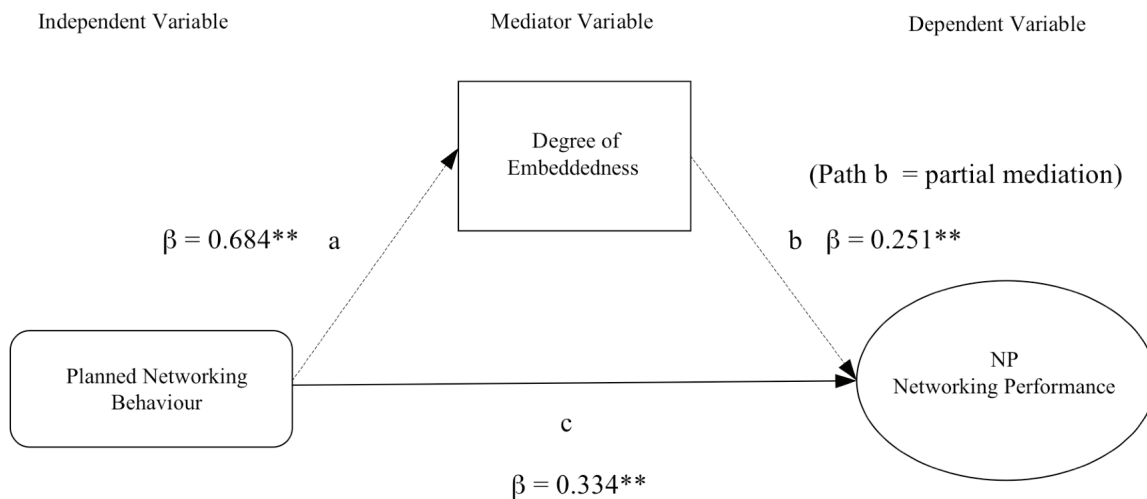 Independent Variable
Mediator Variable
Dependent Variable
Degree of
Embeddedness
(Path b = partial mediation)
β = 0.684** a
b β = 0.251**
Planned Networking
Behaviour
NP
Networking Performance
c
β = 0.334**